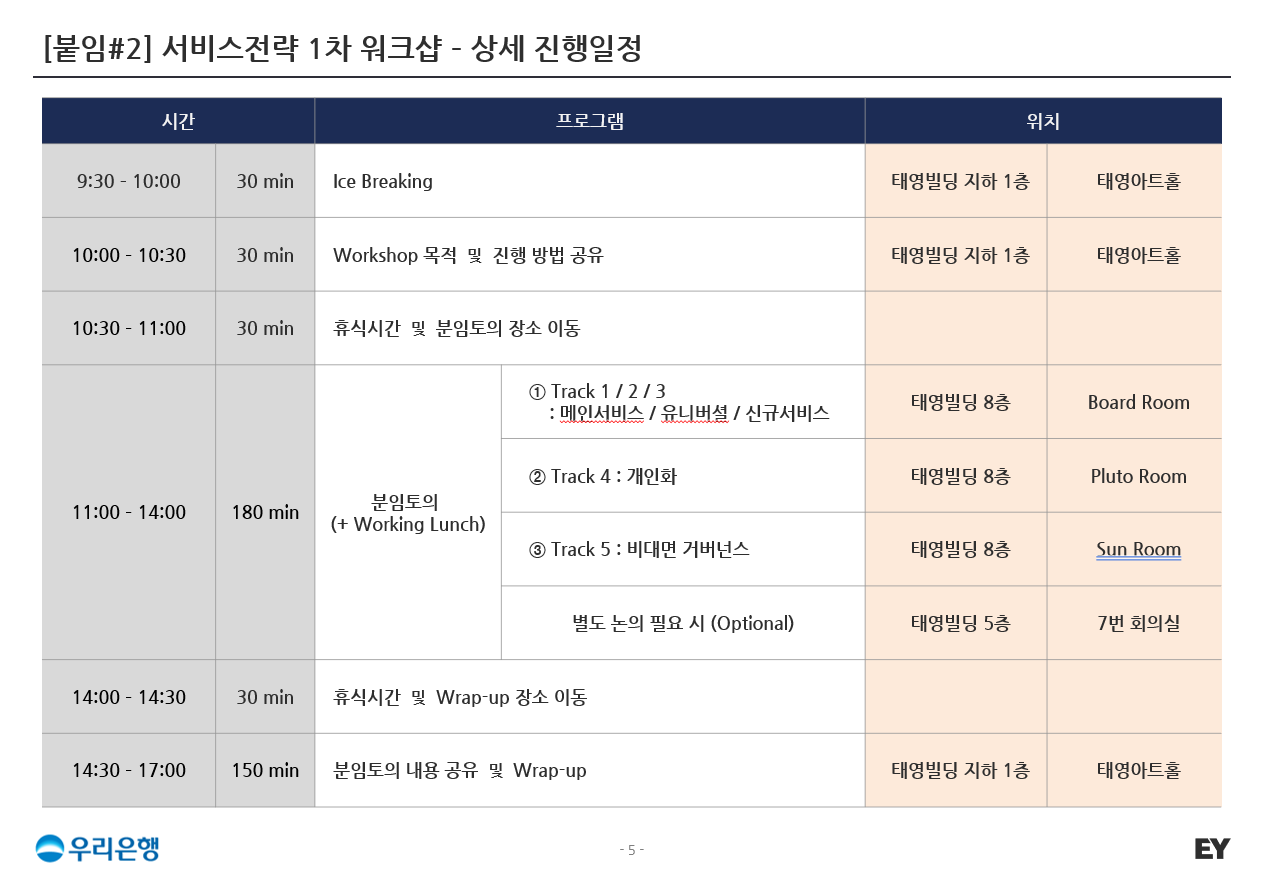 [붙임#2] 서비스전략 1차 워크샵 - 상세 진행일정
시간 프로그램 위치
9:30 - 10:00 30 min Ice Breaking 태영빌딩 지하 1층 태영아트홀
10:00 - 10:30 30 min Workshop 목적 및 진행 방법 공유 태영빌딩 지하 1층 태영아트홀
10:30 - 11:00 30 min 휴식시간 및 분임토의 장소 이동
11:00 - 14:00 180 min 분임토의
(+ Working Lunch)
① Track 1 / 2 / 3
: 메인서비스 / 유니버셜 / 신규서비스
태영빌딩 8층 Board Room
② Track 4 : 개인화 태영빌딩 8층 Pluto Room
③ Track 5 : 비대면 거버넌스 태영빌딩 8층 Sun Room
별도 논의 필요 시 (Optional) 태영빌딩 5층 7번 회의실
14:00 - 14:30 30 min 휴식시간 및 Wrap-up 장소 이동
14:30 - 17:00 150 min 분임토의 내용 공유 및 Wrap-up 태영빌딩 지하 1층 태영아트홀
우리은행 - 5 - EY